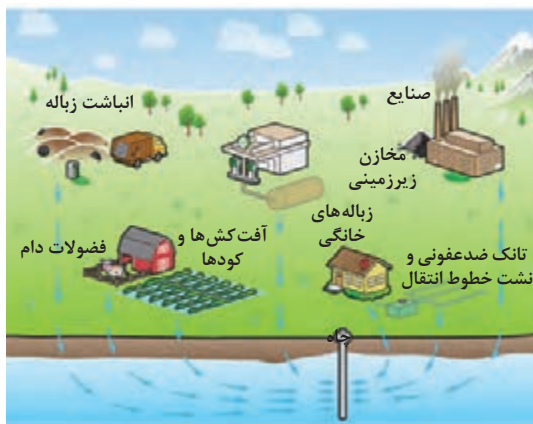 صنایع
انباشت زباله
مخازن
زیرزمینی
زباله‌های
خانگی
آفت‌کش‌ها و
کودها
فضولات دام
تانک ضدعفونی و
نشت خطوط انتقال
چاه